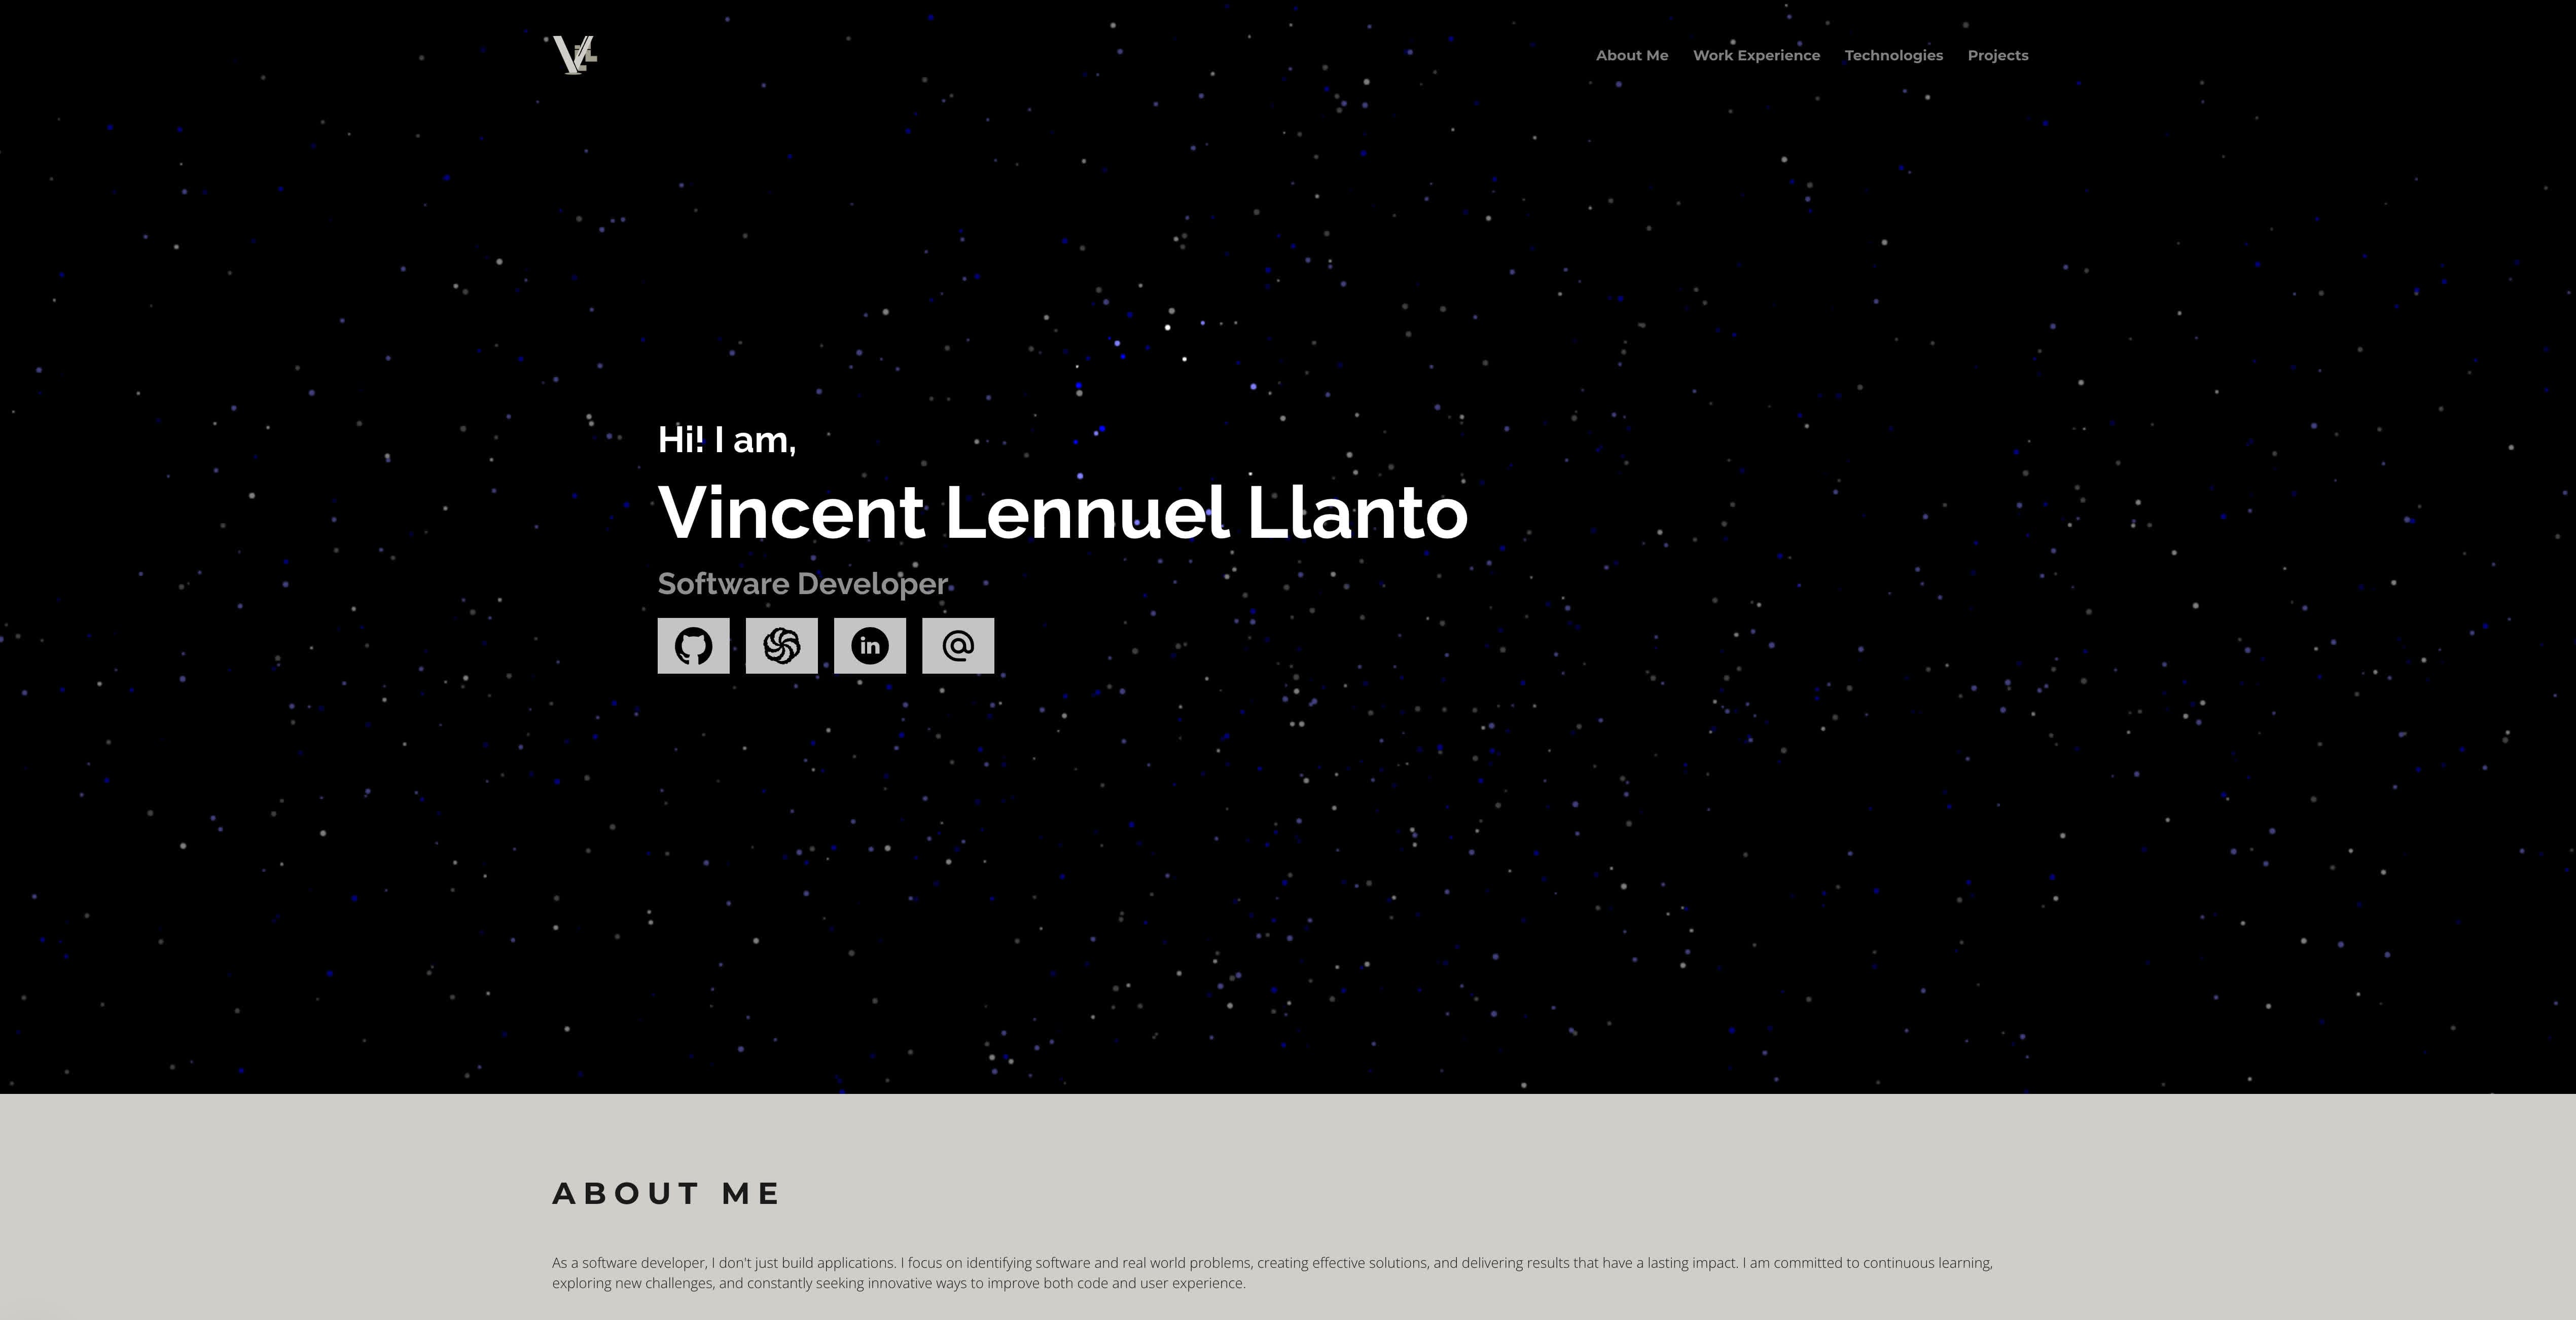 VLL
About Me Work Experience Technologies Projects
Hi! I am,
Vincent Lennuel Llanto
Software Developer
in @
ABOUT ME
As a software developer, I don't just build applications. I focus on identifying software and real world problems, creating effective solutions, and delivering results that have a lasting impact. I am committed to continuous learning,
exploring new challenges, and constantly seeking innovative ways to improve both code and user experience.